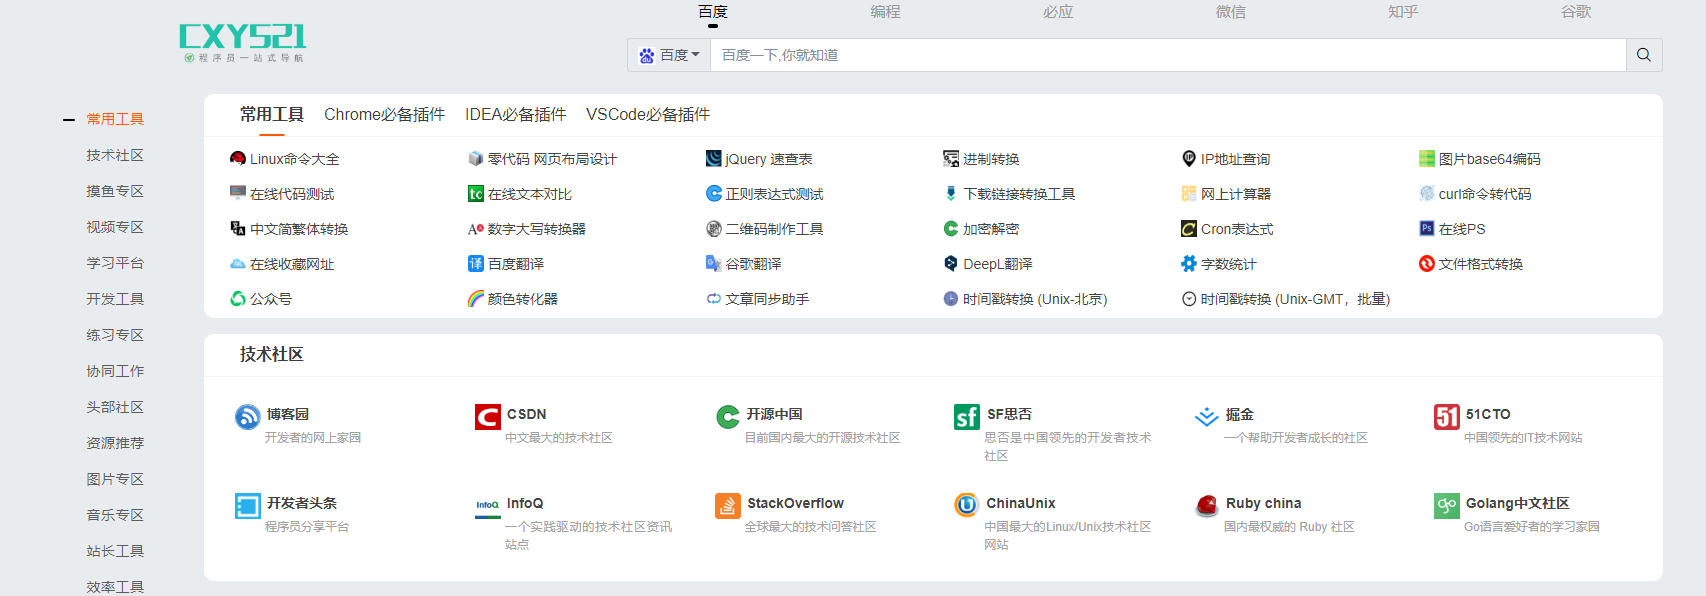 百度 编程 必应 微信 知乎 谷歌
CXY521
程序员一站式导航
百度 百度一下,你就知道
常用工具
技术社区
摸鱼专区
视频专区
学习平台
开发工具
练习专区
协同工作
头部社区
资源推荐
图片专区
音乐专区
站长工具
效率工具
常用工具 Chrome必备插件 IDEA必备插件 VSCode必备插件
Linux命令大全 零代码 网页布局设计 jQuery 速查表 进制转换 IP地址查询 图片base64编码
在线代码测试 在线文本对比 正则表达式测试 下载链接转换工具 网上计算器 curl命令转代码
中文简繁体转换 数字大写转换器 二维码制作工具 加密解密 Cron表达式 在线PS
在线收藏网址 百度翻译 谷歌翻译 DeepL翻译 字数统计 文件格式转换
公众号 颜色转化器 文章同步助手 时间戳转换 (Unix-北京) 时间戳转换 (Unix-GMT，批量)
技术社区
博客园 CSDN 开源中国 SF思否 掘金 51CTO
开发者的网上家园 中文最大的技术社区 目前国内最大的开源技术社区 思否是中国领先的开发者技术 一个帮助开发者成长的社区 中国领先的IT技术网站
社区
开发者头条 InfoQ StackOverflow ChinaUnix Ruby china Golang中文社区
程序员分享平台 一个实践驱动的技术社区资讯 全球最大的技术问答社区 中国最大的Linux/Unix技术社区 国内最权威的 Ruby 社区 Go语言爱好者的学习家园
站点 网站